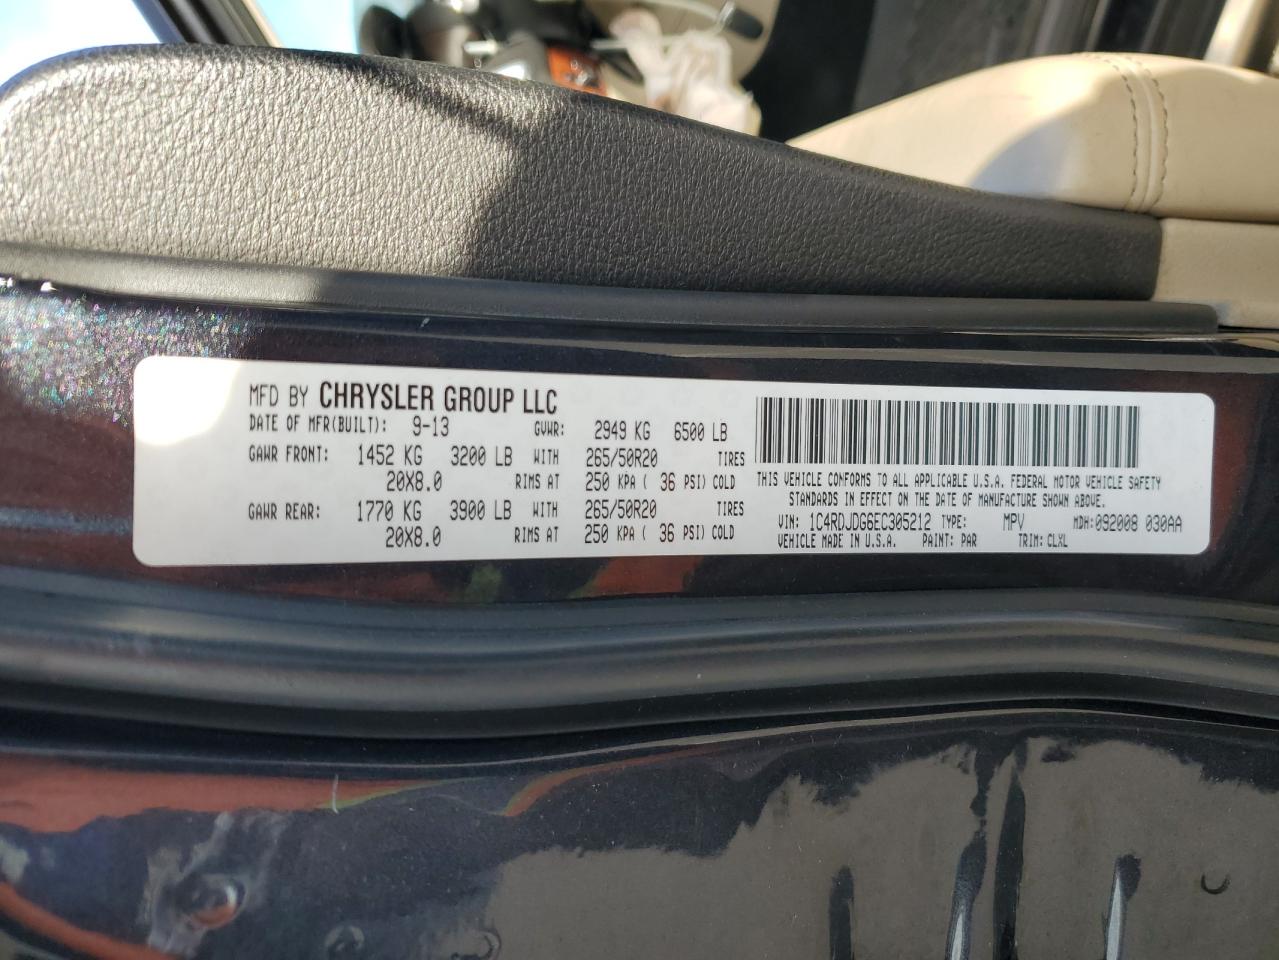 MFD BY CHRYSLER GROUP LLC
DATE OF MFR(BUILT): 9-13 GVWR: 2949 KG 6500 LB
GAWR FRONT: 1452 KG 3200 LB WITH 265/50R20 TIRES
20X8.0 RIMS AT 250 KPA ( 36 PSI) COLD
GAWR REAR: 1770 KG 3900 LB WITH 265/50R20 TIRES
20X8.0 RIMS AT 250 KPA ( 36 PSI) COLD
THIS VEHICLE CONFORMS TO ALL APPLICABLE U.S.A. FEDERAL MOTOR VEHICLE SAFETY
STANDARDS IN EFFECT ON THE DATE OF MANUFACTURE SHOWN ABOVE.
VIN: 1C4RDJDG6EC305212 TYPE: MPV MDH:092008 030AA
VEHICLE MADE IN U.S.A. PAINT: PAR TRIM: CLXL